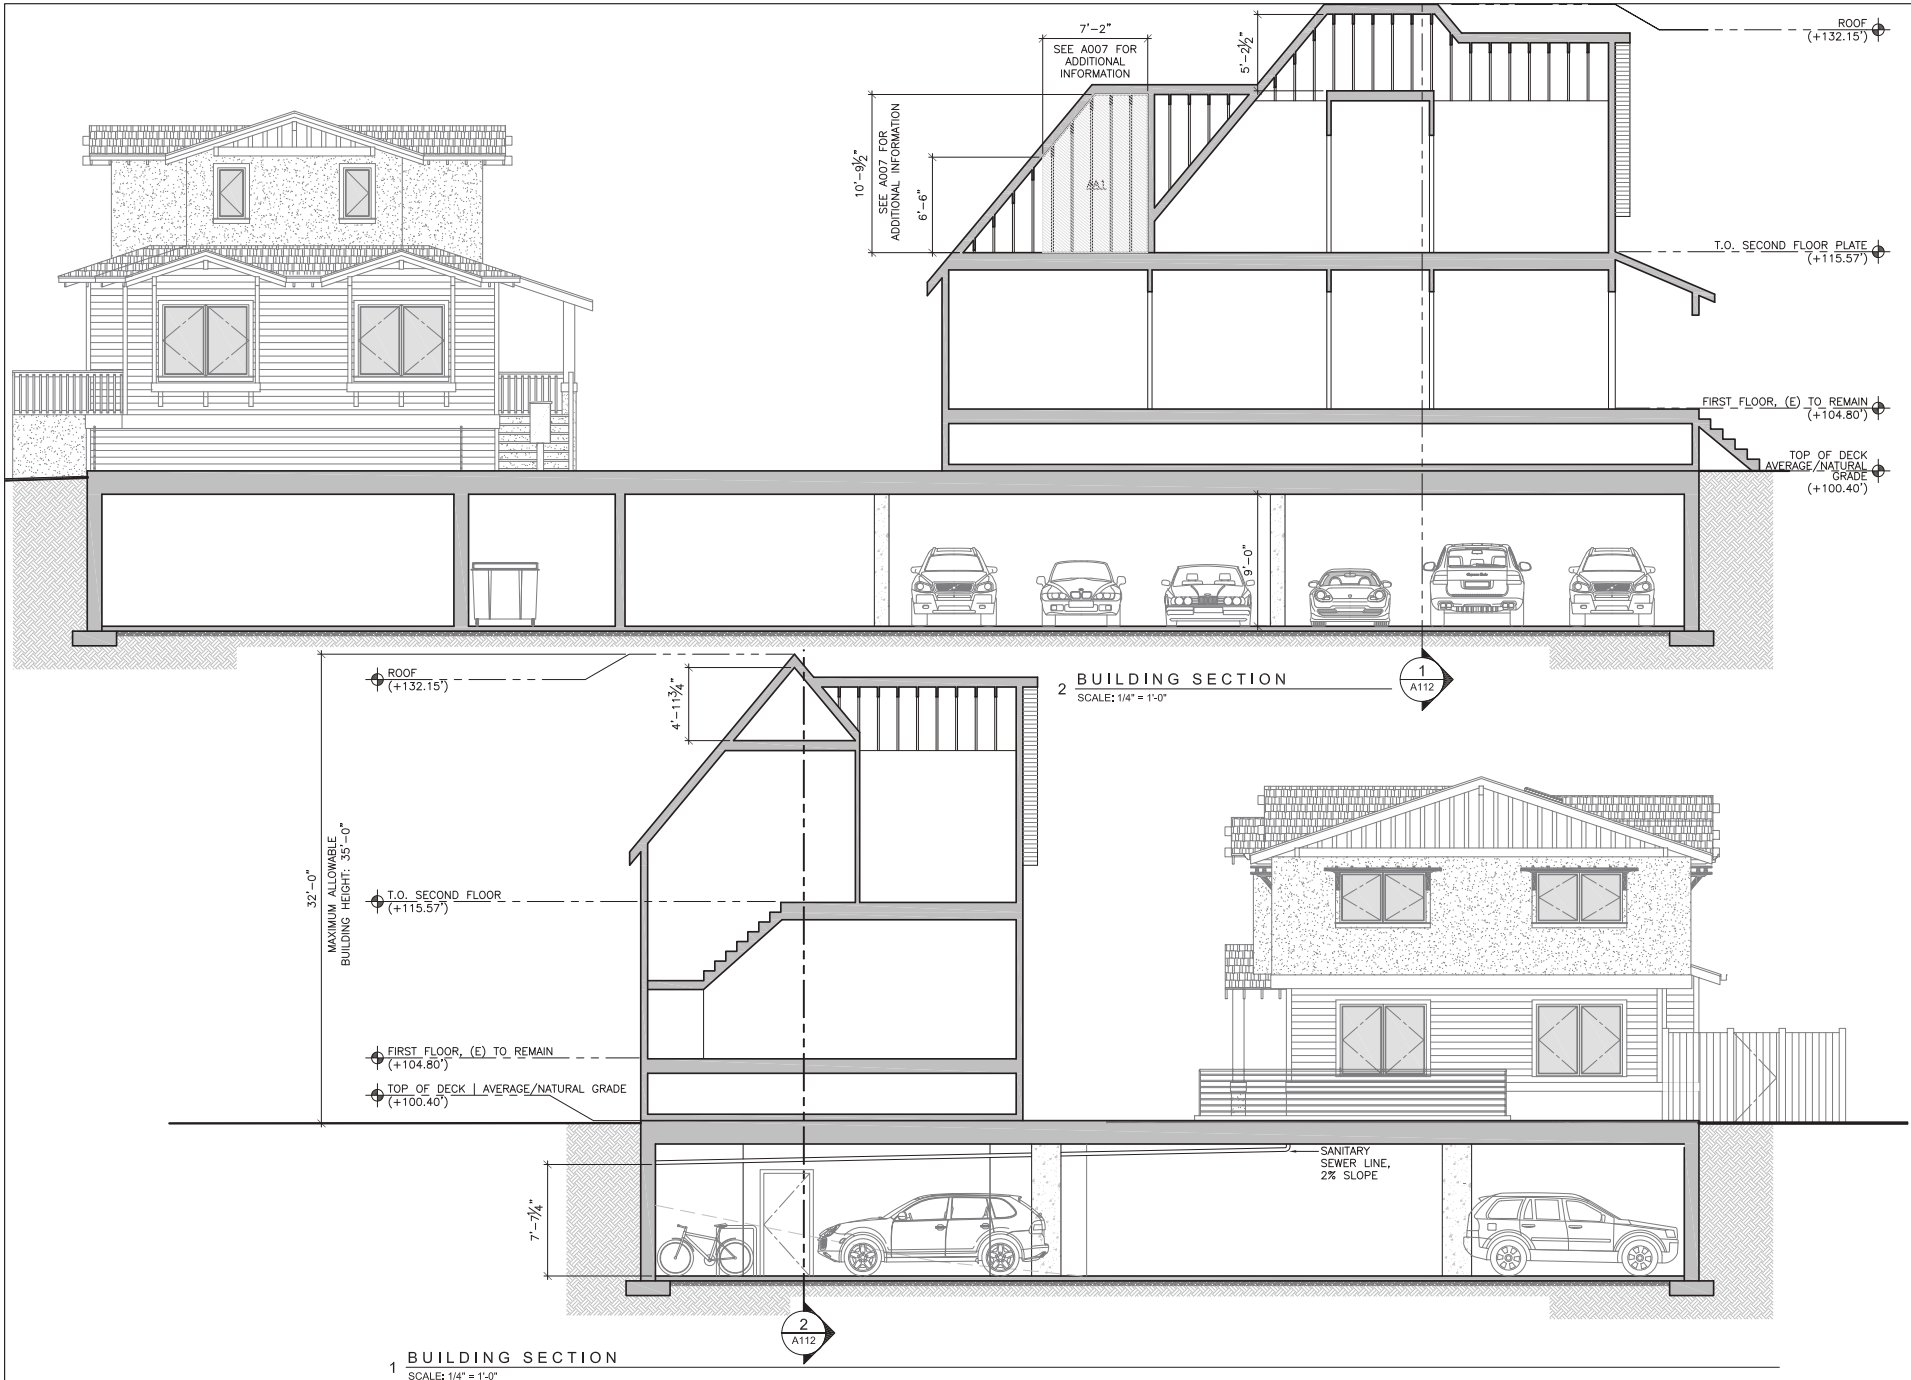 7'-2"
SEE A007 FOR
ADDITIONAL
INFORMATION
5'-2½"
ROOF
(+132.15')
10'-9½"
SEE A007 FOR
ADDITIONAL INFORMATION
6'-6"
AA1
T.O. SECOND FLOOR PLATE
(+115.57')
FIRST FLOOR, (E) TO REMAIN
(+104.80')
TOP OF DECK
AVERAGE/NATURAL
GRADE
(+100.40')
9'-0"
2 BUILDING SECTION
SCALE: 1/4" = 1'-0"
1
A112
ROOF
(+132.15')
4'-11¾"
32'-0"
MAXIMUM ALLOWABLE
BUILDING HEIGHT: 35'-0"
T.O. SECOND FLOOR
(+115.57')
FIRST FLOOR, (E) TO REMAIN
(+104.80')
TOP OF DECK | AVERAGE/NATURAL GRADE
(+100.40')
SANITARY
SEWER LINE,
2% SLOPE
7'-7¼"
2
A112
1 BUILDING SECTION
SCALE: 1/4" = 1'-0"